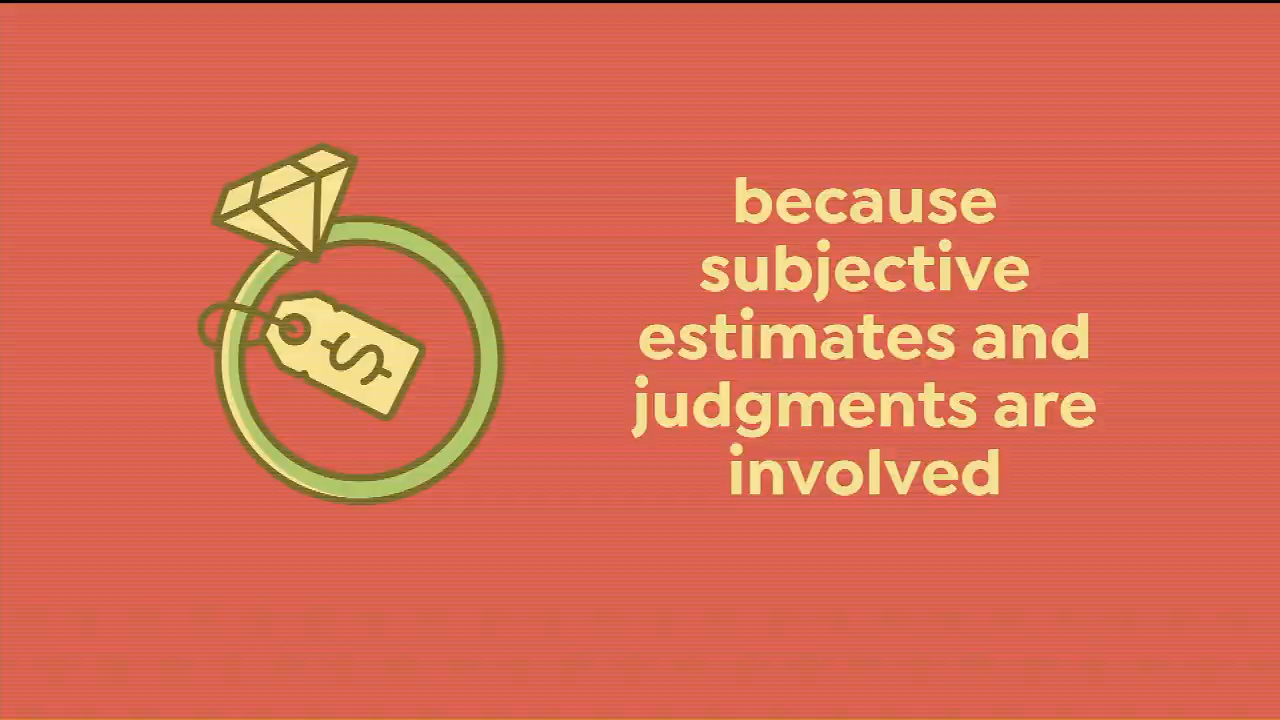 $
because
subjective
estimates and
judgments are
involved